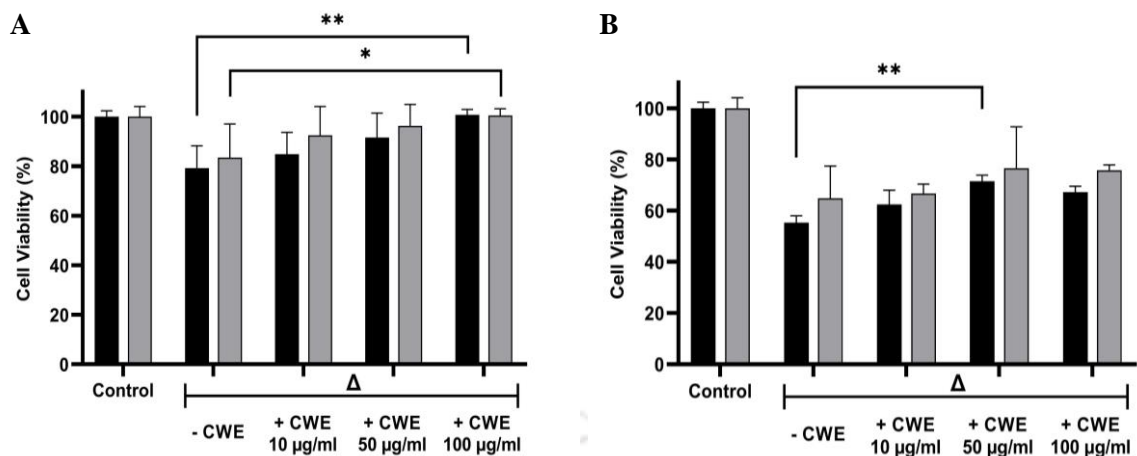 A
**
*
Cell Viability (%)
100
80
60
40
20
0
Control
Δ
- CWE
+ CWE
10 µg/ml
+ CWE
50 µg/ml
+ CWE
100 µg/ml
B
**
Cell Viability (%)
100
80
60
40
20
0
Control
Δ
- CWE
+ CWE
10 µg/ml
+ CWE
50 µg/ml
+ CWE
100 µg/ml